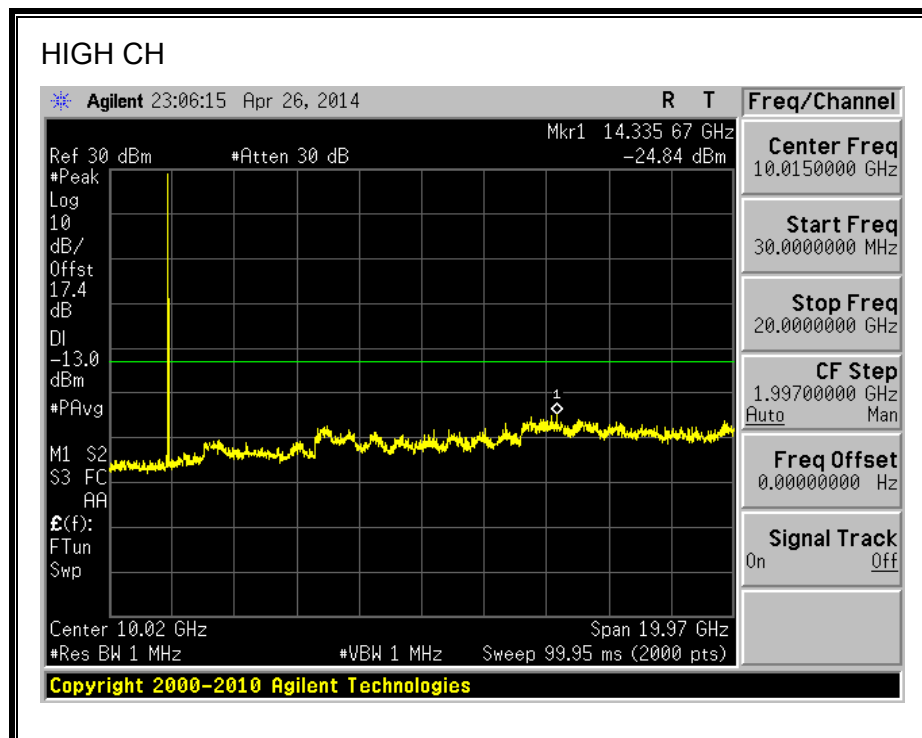 HIGH CH
Agilent 23:06:15 Apr 26, 2014 R T
Mkr1 14.335 67 GHz
Ref 30 dBm #Atten 30 dB -24.84 dBm
#Peak
Log
10
dB/
Offst
17.4
dB
DI
-13.0
dBm
#PAvg
1
M1 S2
S3 FC
AA
£(f):
FTun
Swp
Center 10.02 GHz Span 19.97 GHz
#Res BW 1 MHz #VBW 1 MHz Sweep 99.95 ms (2000 pts)
Freq/Channel
Center Freq
10.0150000 GHz
Start Freq
30.0000000 MHz
Stop Freq
20.0000000 GHz
CF Step
1.99700000 GHz
Auto Man
Freq Offset
0.00000000 Hz
Signal Track
On Off
Copyright 2000-2010 Agilent Technologies